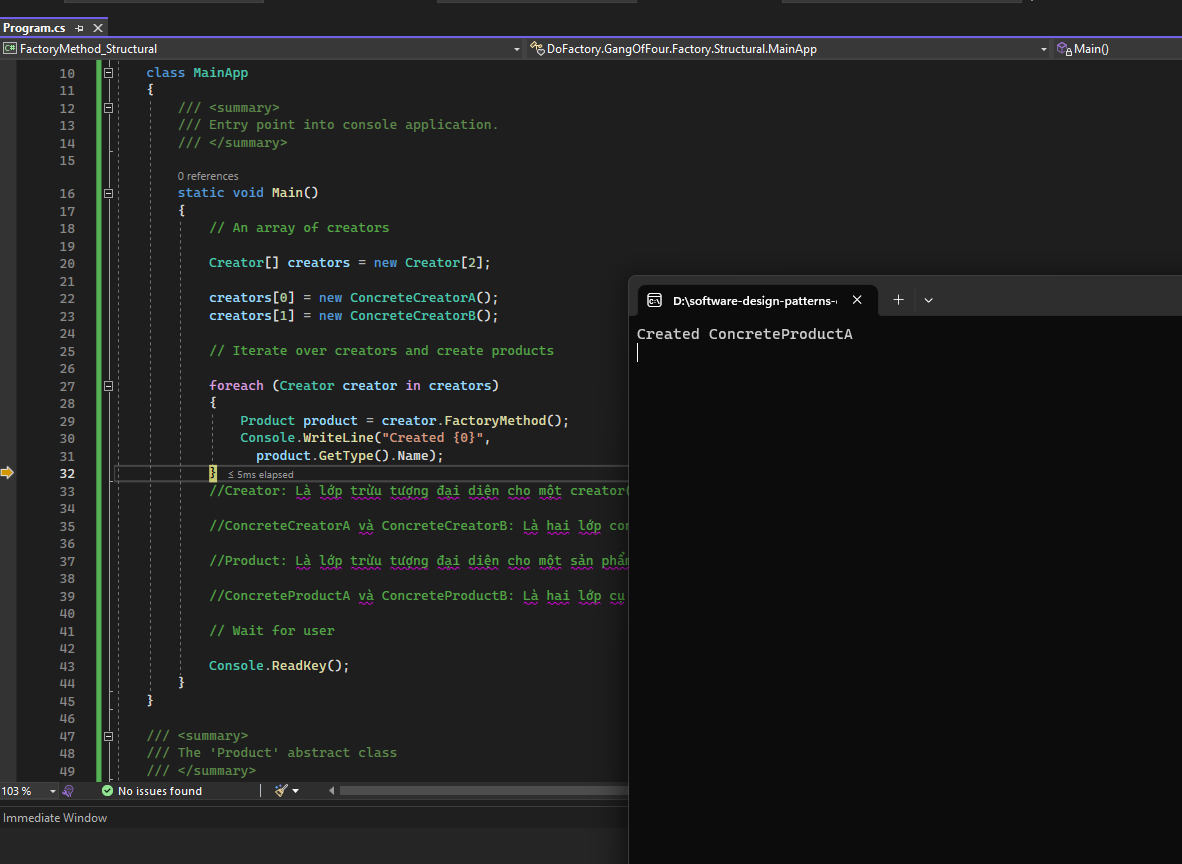 Program.cs
C# FactoryMethod_Structural
DoFactory.GangOfFour.Factory.Structural.MainApp
Main()
10 class MainApp
11 {
12 /// <summary>
13 /// Entry point into console application.
14 /// </summary>
15
0 references
16 static void Main()
17 {
18 // An array of creators
19
20 Creator[] creators = new Creator[2];
21
22 creators[0] = new ConcreteCreatorA();
23 creators[1] = new ConcreteCreatorB();
24
25 // Iterate over creators and create products
26
27 foreach (Creator creator in creators)
28 {
29 Product product = creator.FactoryMethod();
30 Console.WriteLine("Created {0}",
31 product.GetType().Name);
32 } ≤ 5ms elapsed
33 //Creator: Là lớp trừu tượng đại diện cho một creator(
34
35 //ConcreteCreatorA và ConcreteCreatorB: Là hai lớp con
36
37 //Product: Là lớp trừu tượng đại diện cho một sản phẩm
38
39 //ConcreteProductA và ConcreteProductB: Là hai lớp cụ
40
41 // Wait for user
42
43 Console.ReadKey();
44 }
45 }
46
47 /// <summary>
48 /// The 'Product' abstract class
49 /// </summary>
D:\software-design-patterns-
Created ConcreteProductA
103 %
No issues found
Immediate Window